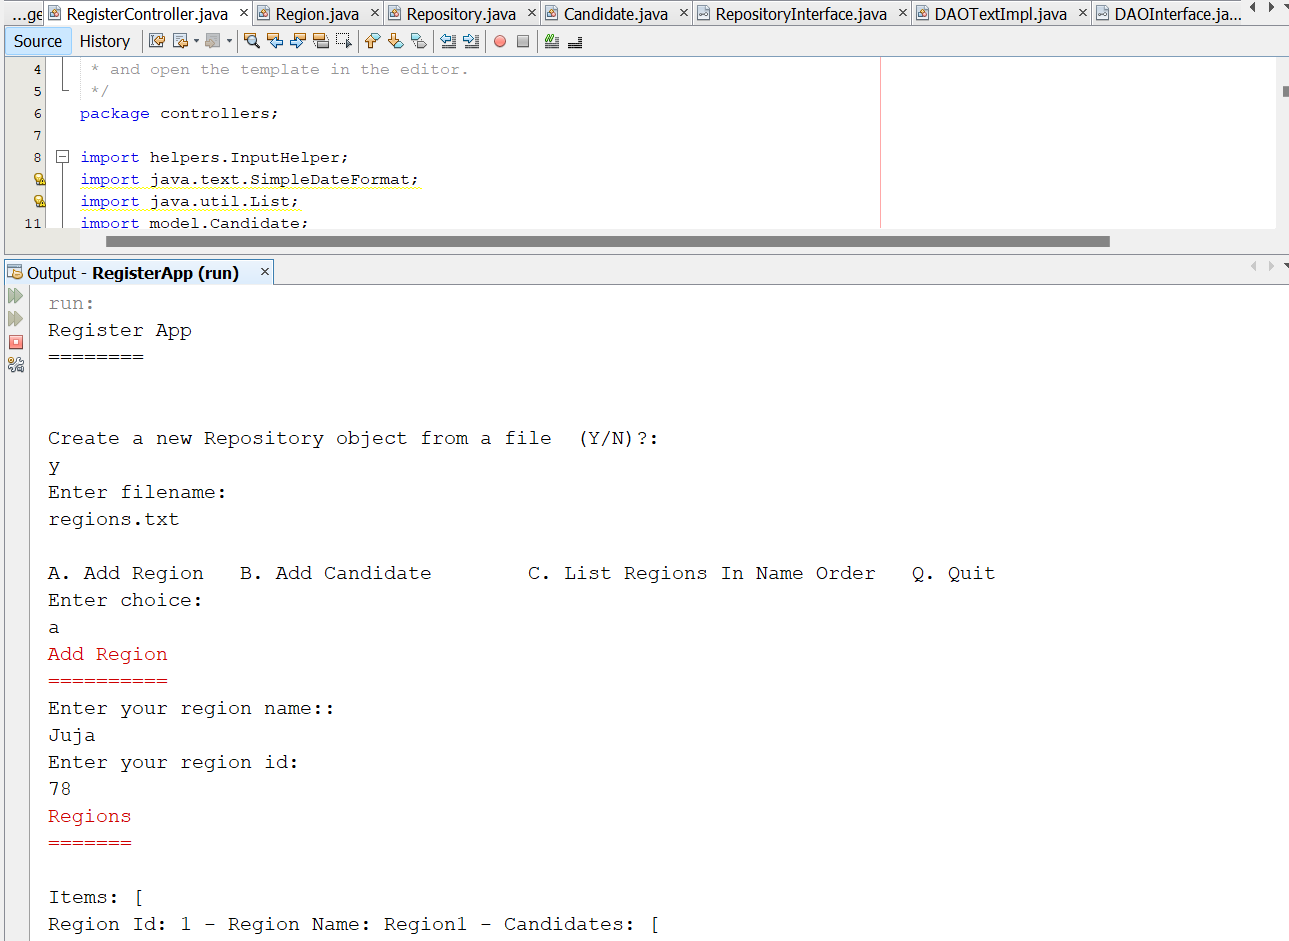 ...ge RegisterController.java × Region.java × Repository.java × Candidate.java × RepositoryInterface.java × DAOTextImpl.java × DAOInterface.ja...
Source History
4 * and open the template in the editor.
5 */
6 package controllers;
7
8 import helpers.InputHelper;
import java.text.SimpleDateFormat;
import java.util.List;
11 import model.Candidate;
Output - RegisterApp (run) ×
run:
Register App
========
Create a new Repository object from a file (Y/N)?:
y
Enter filename:
regions.txt
A. Add Region B. Add Candidate C. List Regions In Name Order Q. Quit
Enter choice:
a
Add Region
==========
Enter your region name::
Juja
Enter your region id:
78
Regions
=======
Items: [
Region Id: 1 - Region Name: Region1 - Candidates: [